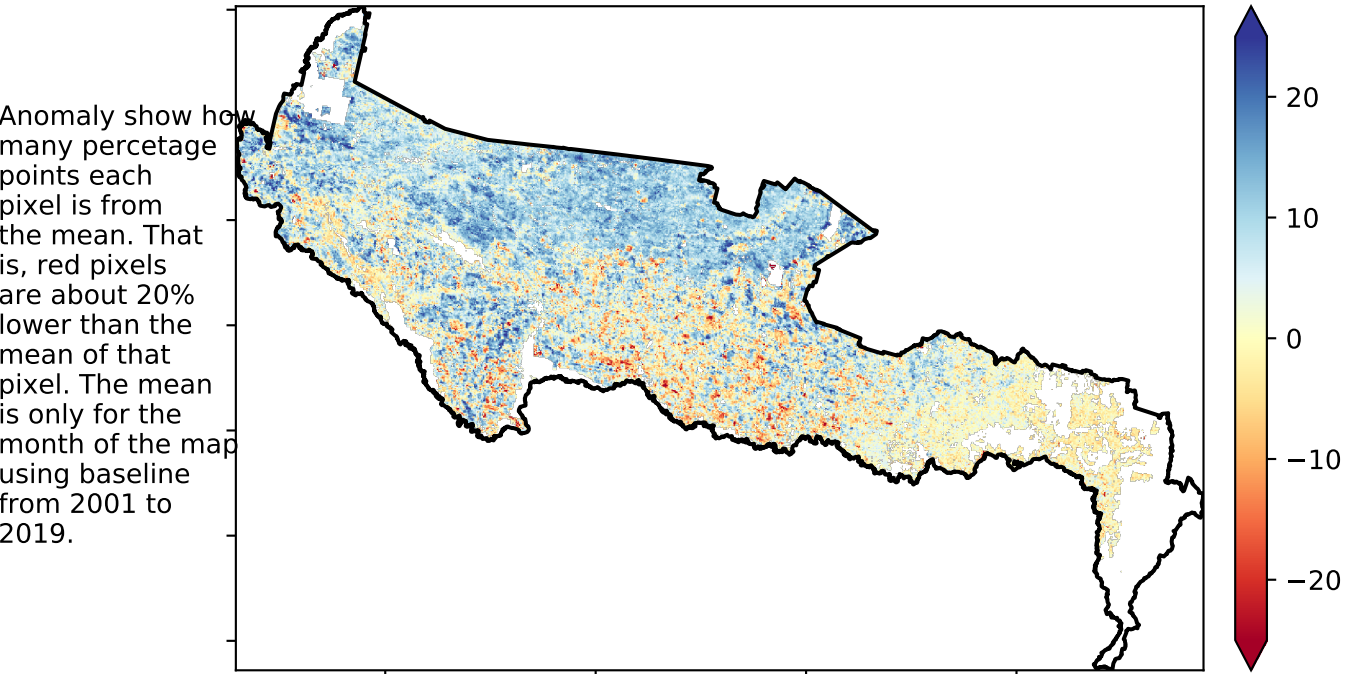 Anomaly show how
many percetage
points each
pixel is from
the mean. That
is, red pixels
are about 20%
lower than the
mean of that
pixel. The mean
is only for the
month of the map
using baseline
from 2001 to
2019.
20
10
0
−10
−20